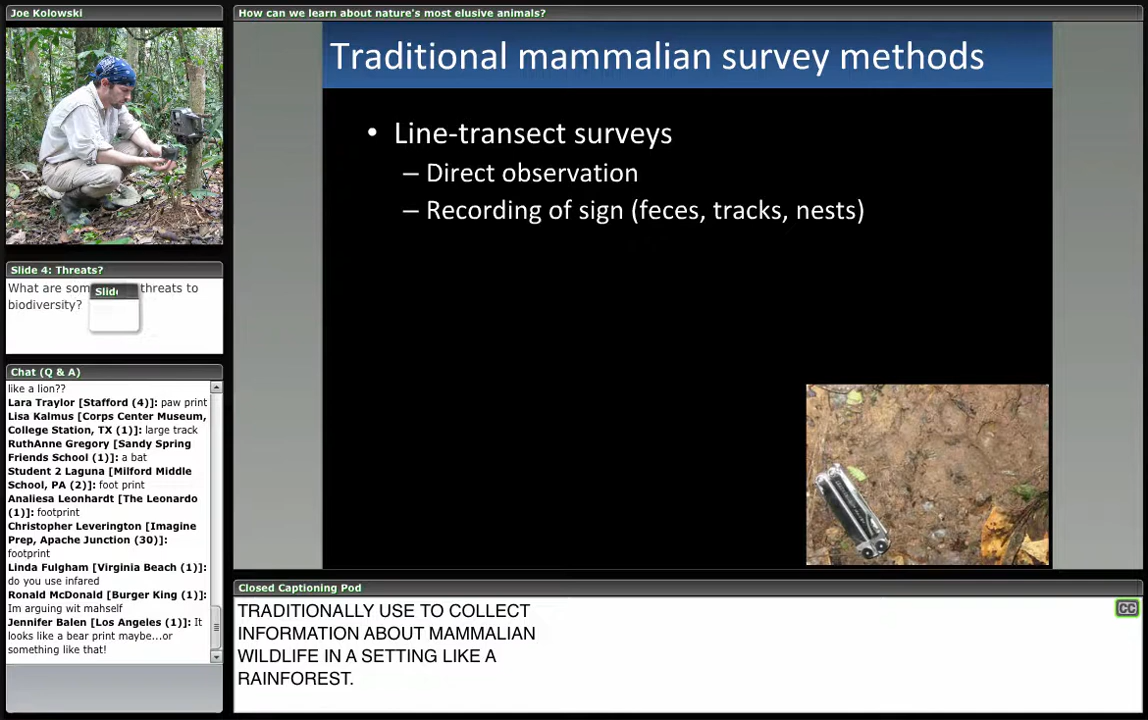 Joe Kolowski
How can we learn about nature's most elusive animals?
Traditional mammalian survey methods
• Line-transect surveys
– Direct observation
– Recording of sign (feces, tracks, nests)
Slide 4: Threats?
What are som threats to
biodiversity?
Slide
Chat (Q & A)
like a lion??
Lara Traylor [Stafford (4)]: paw print
Lisa Kalmus [Corps Center Museum,
College Station, TX (1)]: large track
RuthAnne Gregory [Sandy Spring
Friends School (1)]: a bat
Student 2 Laguna [Milford Middle
School, PA (2)]: foot print
Analiesa Leonhardt [The Leonardo
(1)]: footprint
Christopher Leverington [Imagine
Prep, Apache Junction (30)]:
footprint
Linda Fulgham [Virginia Beach (1)]:
do you use infared
Ronald McDonald [Burger King (1)]:
Im arguing wit mahself
Jennifer Balen [Los Angeles (1)]: It
looks like a bear print maybe...or
something like that!
Closed Captioning Pod
TRADITIONALLY USE TO COLLECT
INFORMATION ABOUT MAMMALIAN
WILDLIFE IN A SETTING LIKE A
RAINFOREST.
CC